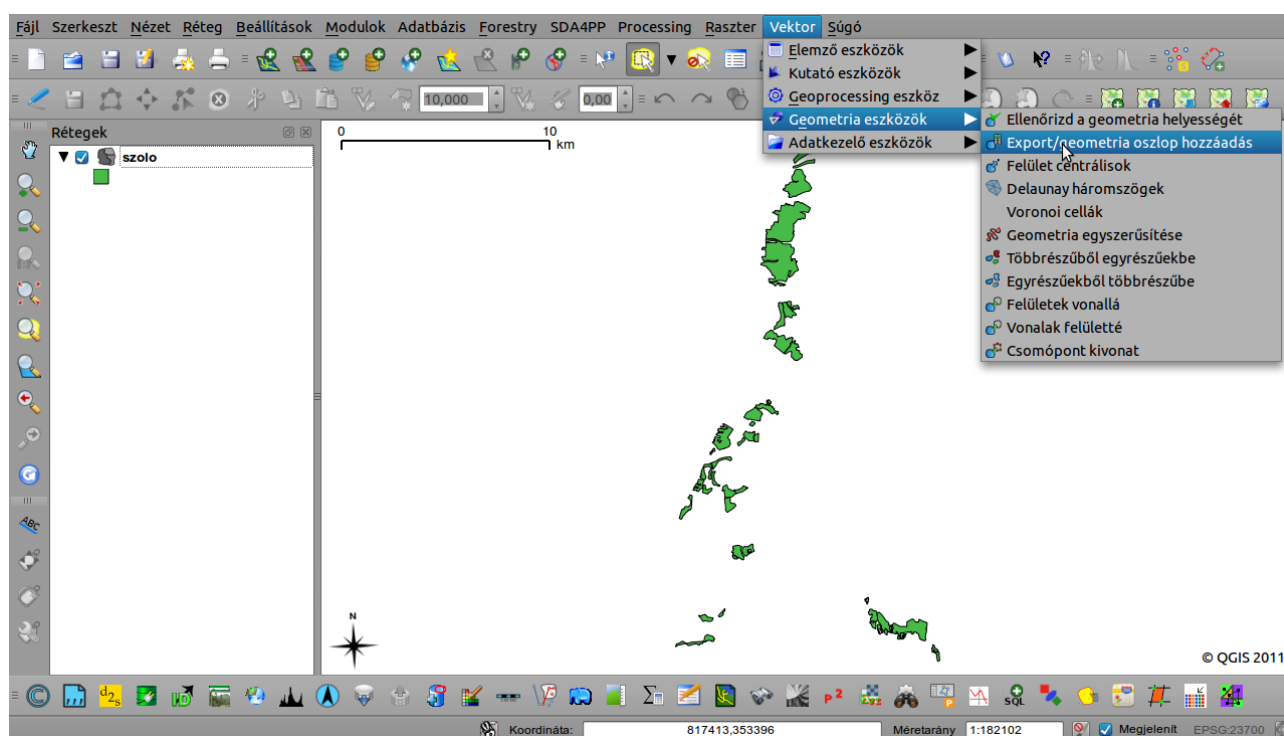 Fájl Szerkeszt Nézet Réteg Beállítások Modulok Adatbázis Forestry SDA4PP Processing Raszter Vektor Súgó
Elemző eszközök
Kutató eszközök
Geoprocessing eszköz
Geometria eszközök
Adatkezelő eszközök
Ellenőrizd a geometria helyességét
Export/geometria oszlop hozzáadás
Felület centrálisok
Delaunay háromszögek
Voronoi cellák
Geometria egyszerűsítése
Többrészűből egyrészűekbe
Egyrészűekből többrészűbe
Felületek vonallá
Vonalak felületté
Csomópont kivonat
10,000
0,00
Rétegek
szolo
0 10
km
ABC
N
© QGIS 2011
SQL
Koordináta: 817413,353396 Méretarány 1:182102 Megjelenít EPSG:23700